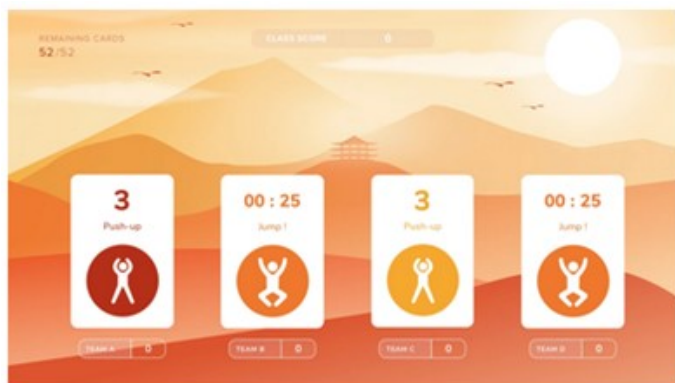 REMAINING CARDS
52/52
CLASS SCORE 0
3
Push-up
00 : 25
Jump !
3
Push-up
00 : 25
Jump !
TEAM A 0
TEAM B 0
TEAM C 0
TEAM D 0